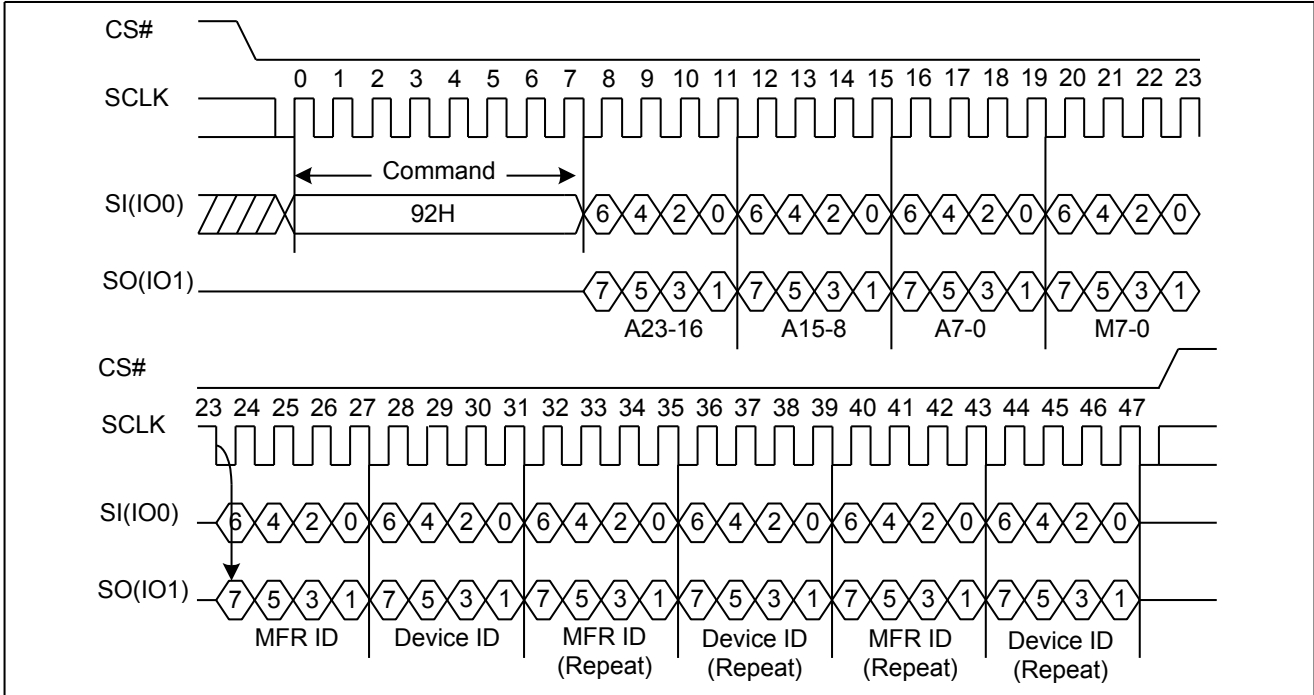 CS#
0 1 2 3 4 5 6 7 8 9 10 11 12 13 14 15 16 17 18 19 20 21 22 23
SCLK
Command
SI(IO0) 92H 6 4 2 0 6 4 2 0 6 4 2 0 6 4 2 0
SO(IO1) 7 5 3 1 7 5 3 1 7 5 3 1 7 5 3 1
A23-16 A15-8 A7-0 M7-0
CS#
23 24 25 26 27 28 29 30 31 32 33 34 35 36 37 38 39 40 41 42 43 44 45 46 47
SCLK
SI(IO0) 6 4 2 0 6 4 2 0 6 4 2 0 6 4 2 0 6 4 2 0 6 4 2 0
SO(IO1) 7 5 3 1 7 5 3 1 7 5 3 1 7 5 3 1 7 5 3 1 7 5 3 1
MFR ID Device ID MFR ID Device ID MFR ID Device ID
(Repeat) (Repeat) (Repeat) (Repeat)